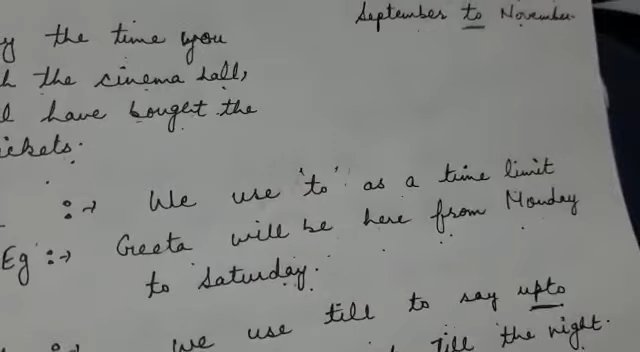 September to November
the time you
the cinema hall,
have bought the
:→ We use 'to' as a time limit
Eg :→ Geeta will be here from Monday
to Saturday.
:→ We use till to say upto
till the night.